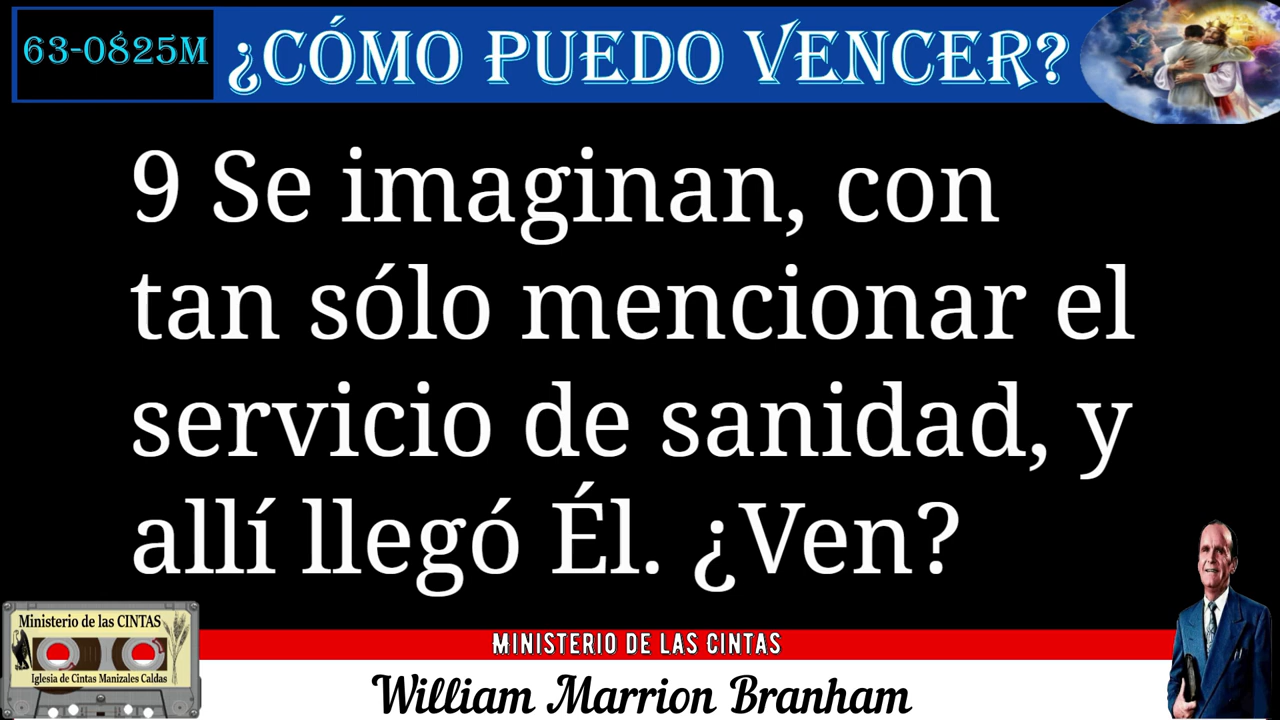 63-0825M
¿CÓMO PUEDO VENCER?
9 Se imaginan, con
tan sólo mencionar el
servicio de sanidad, y
allí llegó Él. ¿Ven?
Ministerio de las CINTAS
Iglesia de Cintas Manizales Caldas
MINISTERIO DE LAS CINTAS
William Marrion Branham